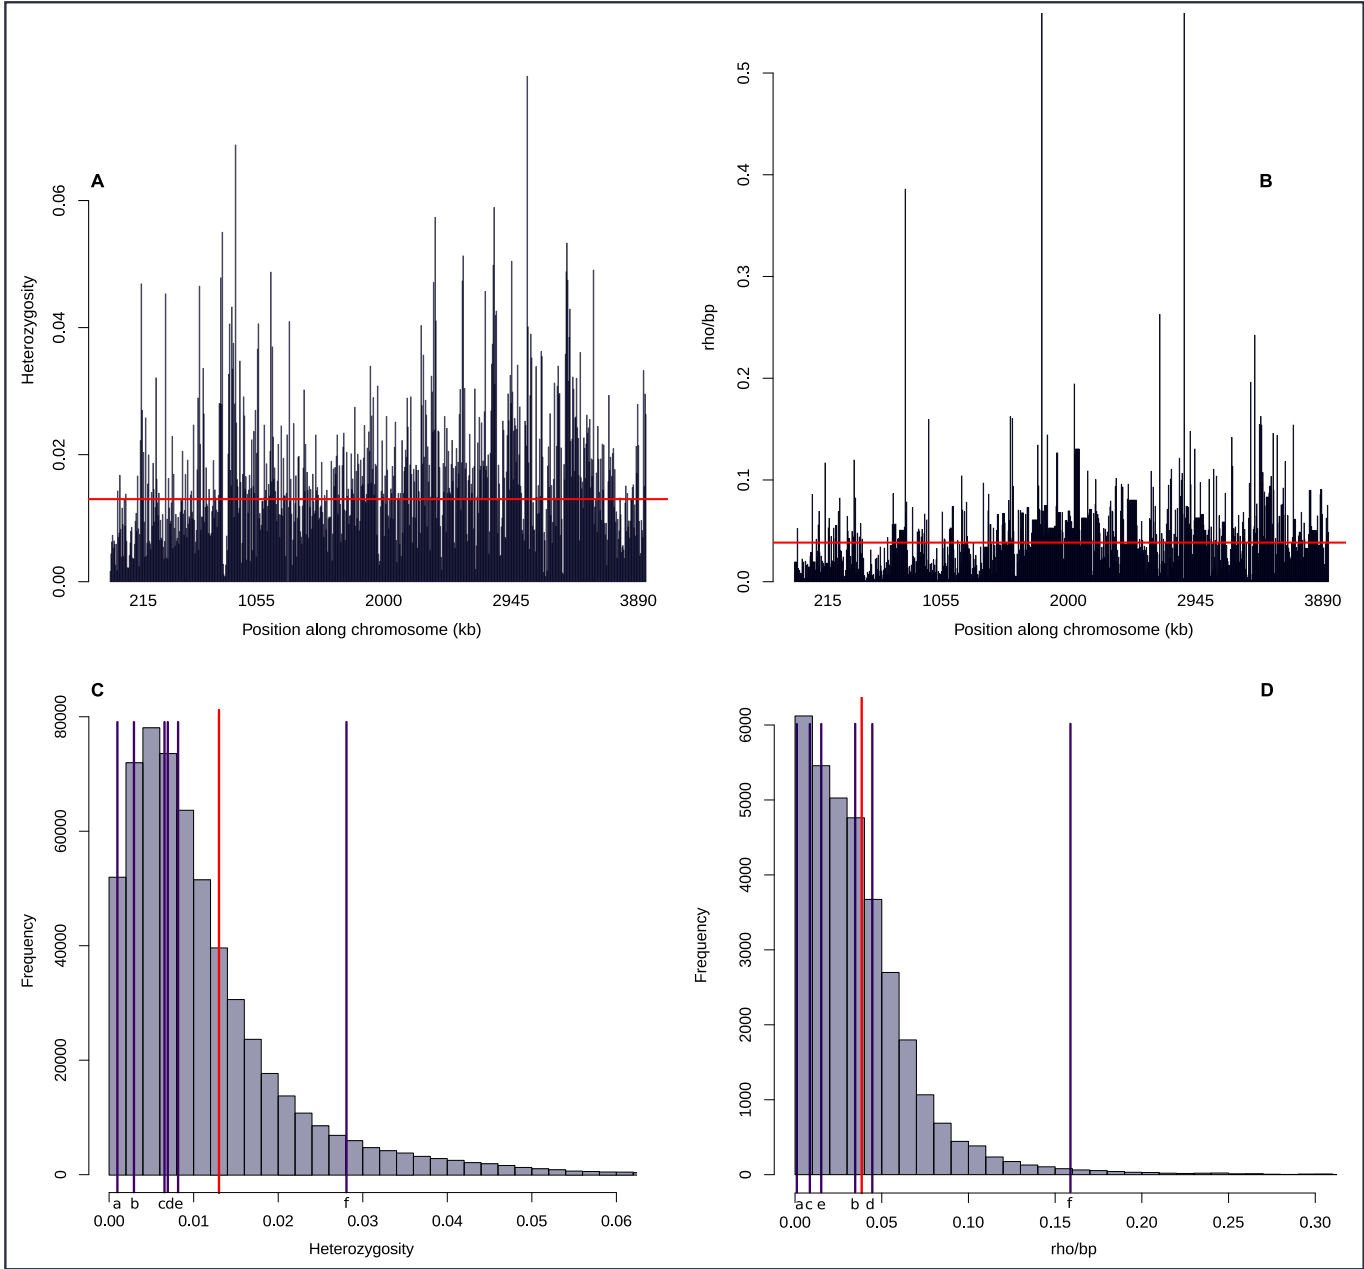 A
Heterozygosity
0.00 0.02 0.04 0.06
215 1055 2000 2945 3890
Position along chromosome (kb)
B
rho/bp
0.0 0.1 0.2 0.3 0.4 0.5
215 1055 2000 2945 3890
Position along chromosome (kb)
C
Frequency
0 20000 40000 60000 80000
a b c d e f
0.00 0.01 0.02 0.03 0.04 0.05 0.06
Heterozygosity
D
Frequency
0 1000 2000 3000 4000 5000 6000
a c e b d f
0.00 0.05 0.10 0.15 0.20 0.25 0.30
rho/bp